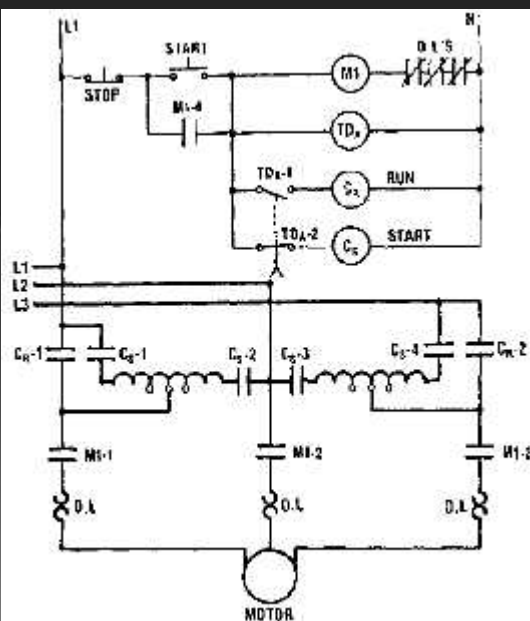 L1 N
START O.L'S
M1
STOP
M1-4
TDA
TDA-1 CR RUN
TDA-2 CS START
L1
L2
L3
CR-1 CS-1 CS-2 CS-3 CS-4 CR-2
M1-1 M1-2 M1-3
O.L O.L O.L
MOTOR